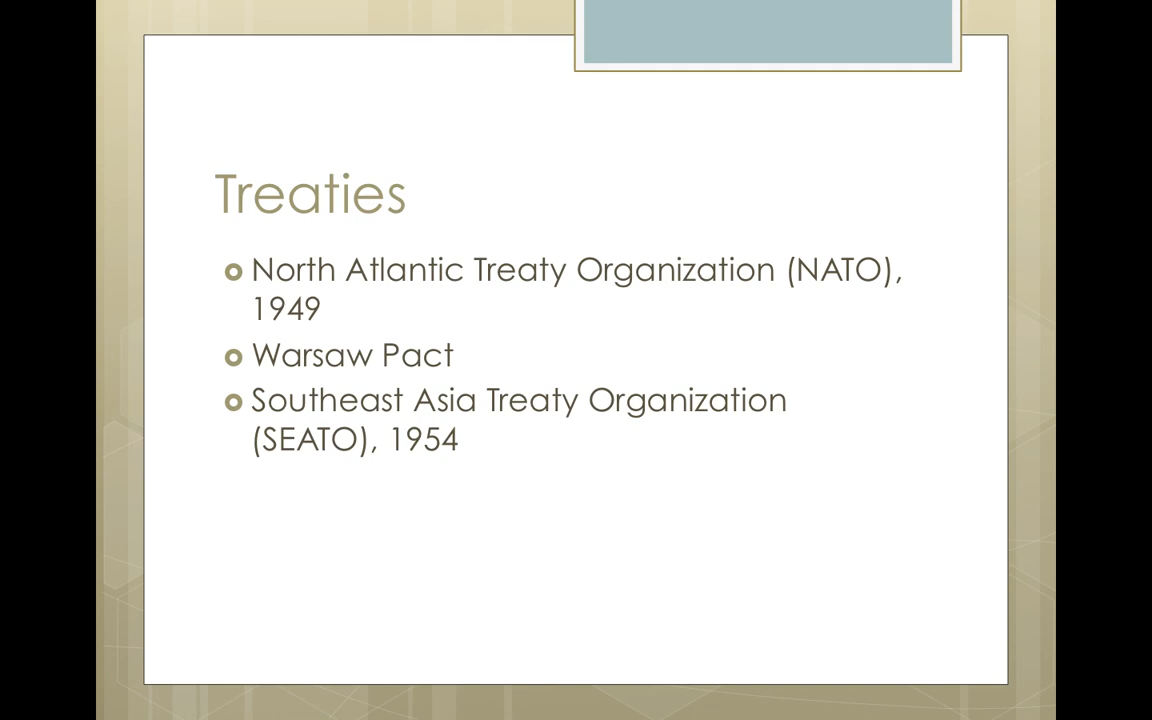 Treaties
North Atlantic Treaty Organization (NATO),
1949
Warsaw Pact
Southeast Asia Treaty Organization
(SEATO), 1954